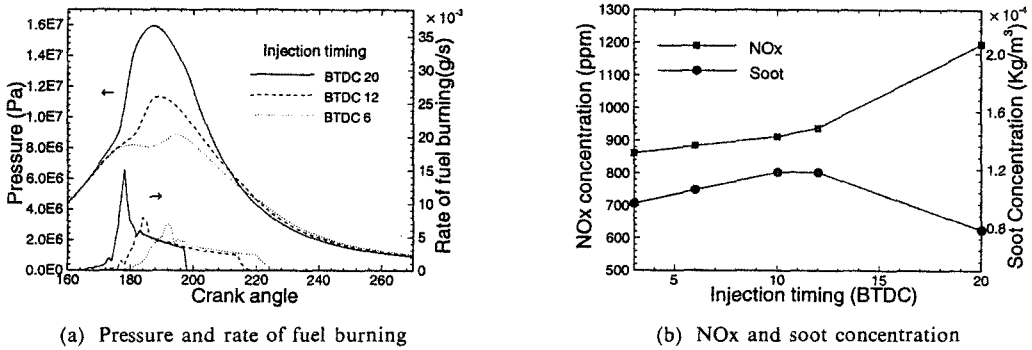 × 10⁻³
1.6E7
1.4E7
1.2E7
1.0E7
8.0E6
6.0E6
4.0E6
2.0E6
0.0E0
Pressure (Pa)
Injection timing
BTDC 20
BTDC 12
BTDC 6
35
30
25
20
15
10
5
0
Rate of fuel burning(g/s)
160 180 200 220 240 260
Crank angle
(a) Pressure and rate of fuel burning
× 10⁻⁴
1300
1200
1100
1000
900
800
700
600
500
NOx concentration (ppm)
NOx
Soot
2.0
1.6
1.2
0.8
Soot Concentration (Kg/m³)
5 10 15 20
Injection timing (BTDC)
(b) NOx and soot concentration